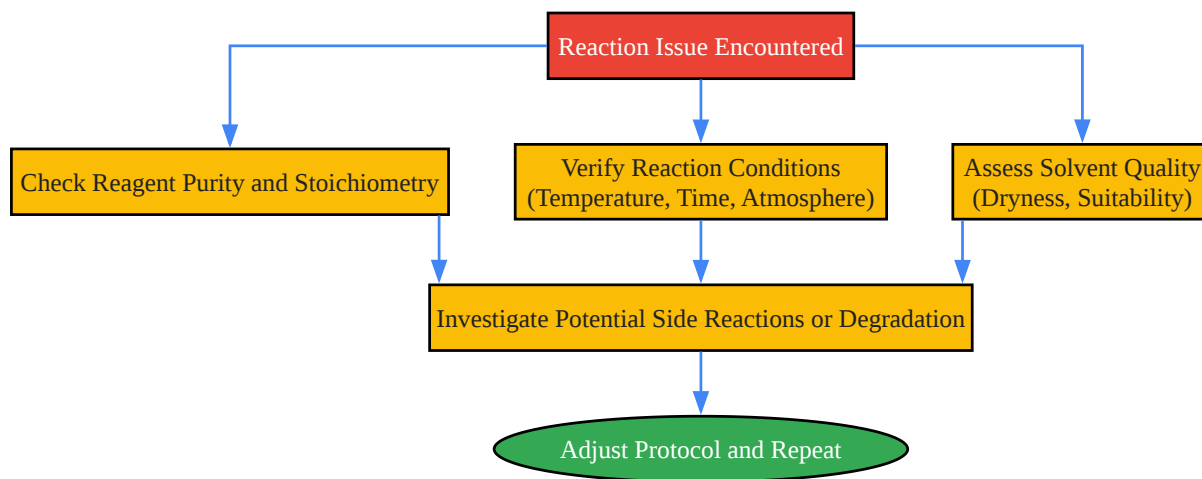 Reaction Issue Encountered
Check Reagent Purity and Stoichiometry
Verify Reaction Conditions
(Temperature, Time, Atmosphere)
Assess Solvent Quality
(Dryness, Suitability)
Investigate Potential Side Reactions or Degradation
Adjust Protocol and Repeat